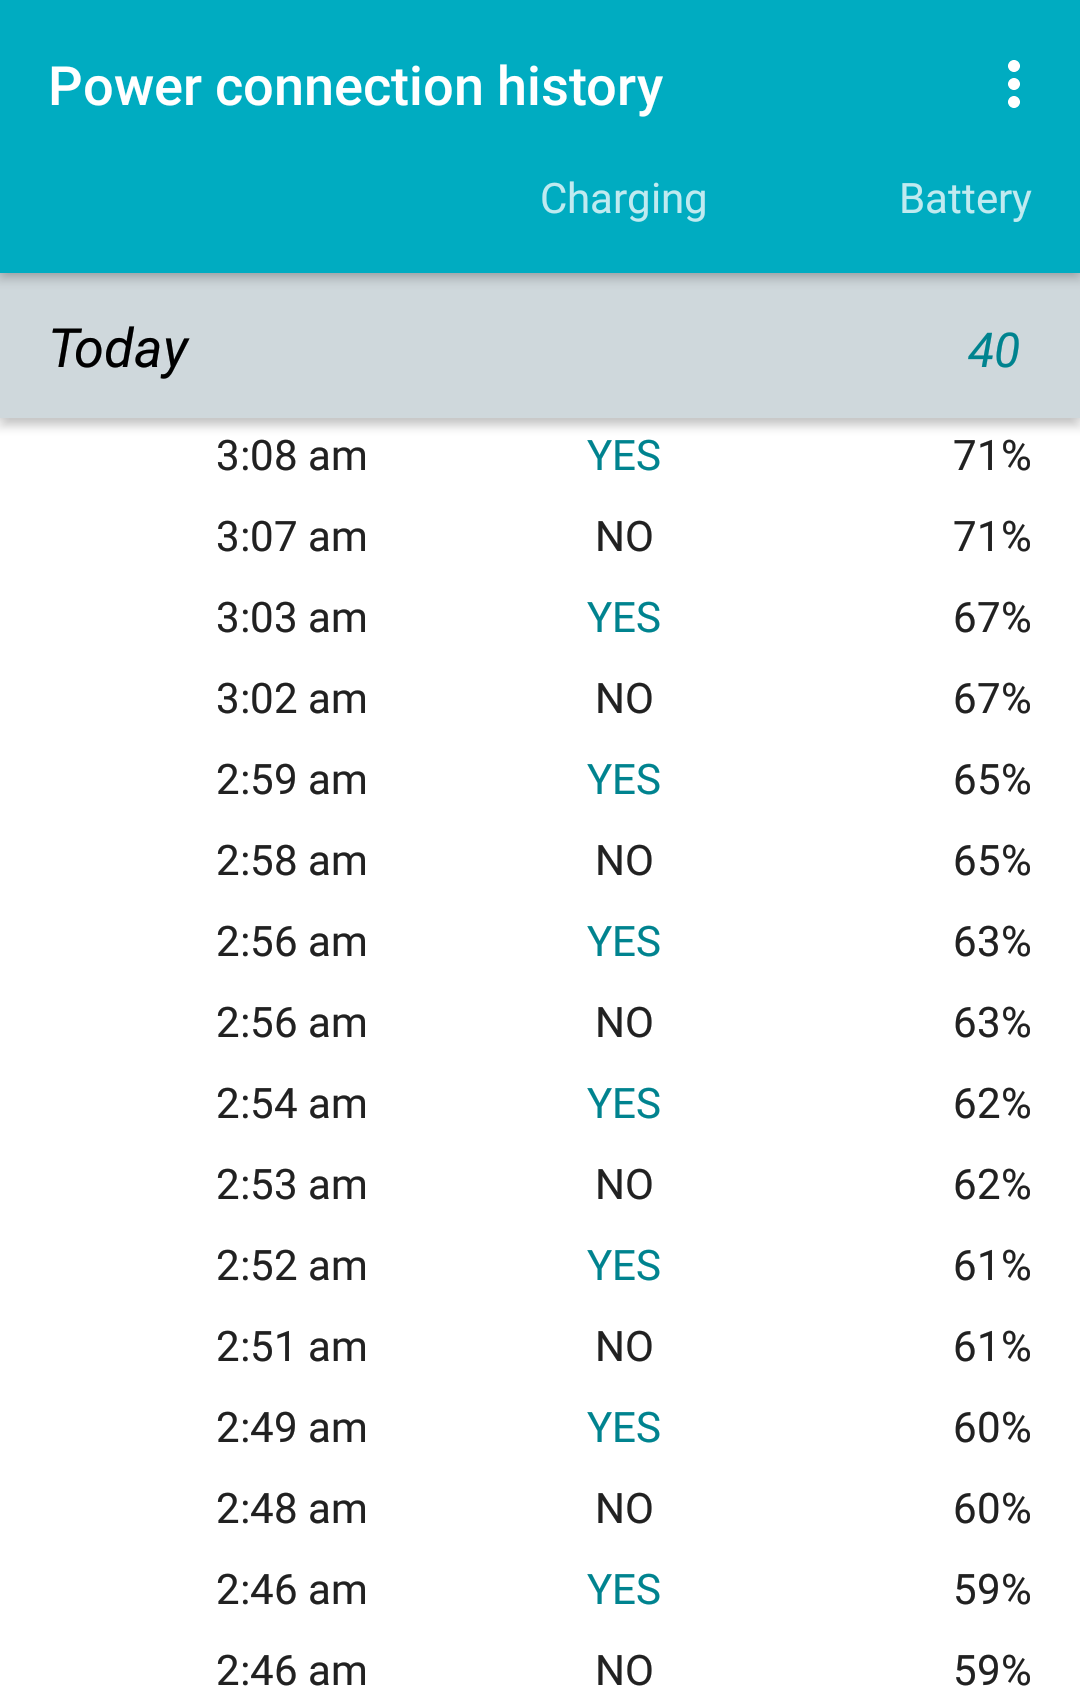 Power connection history
Charging Battery
Today 40
3:08 am YES 71%
3:07 am NO 71%
3:03 am YES 67%
3:02 am NO 67%
2:59 am YES 65%
2:58 am NO 65%
2:56 am YES 63%
2:56 am NO 63%
2:54 am YES 62%
2:53 am NO 62%
2:52 am YES 61%
2:51 am NO 61%
2:49 am YES 60%
2:48 am NO 60%
2:46 am YES 59%
2:46 am NO 59%